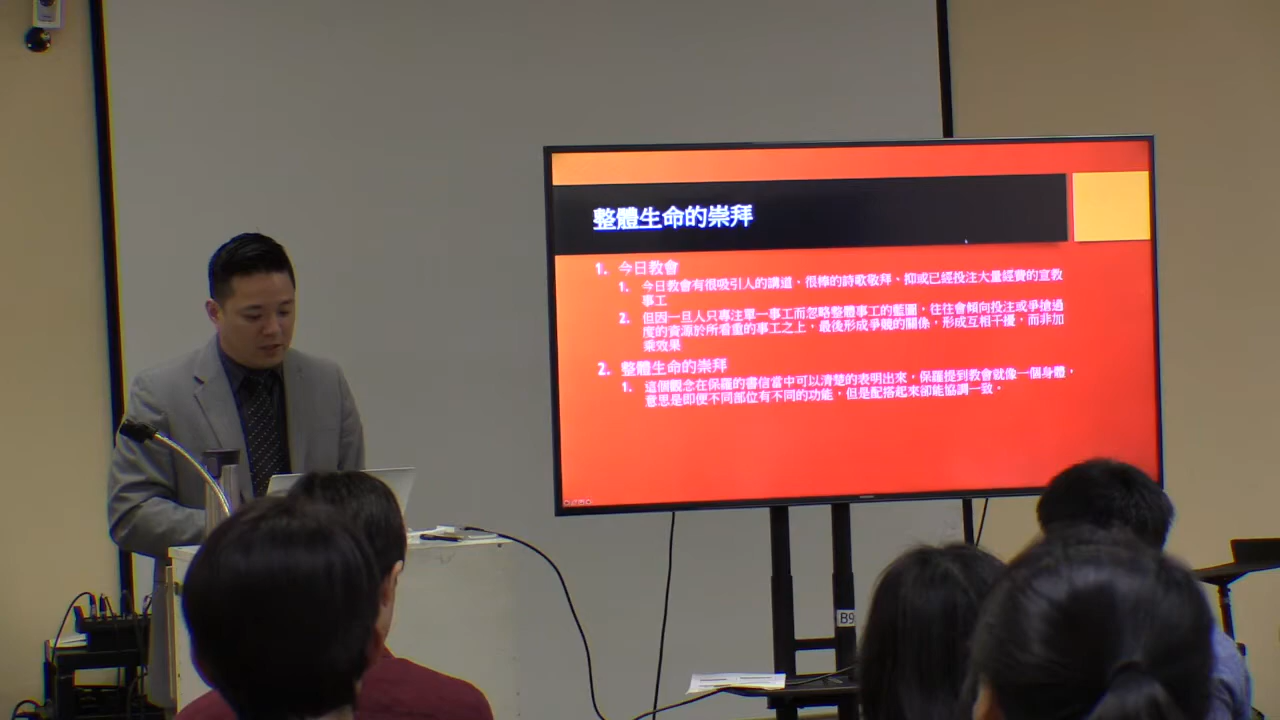 整體生命的崇拜
1. 今日教會
1. 今日教會有很吸引人的講道、很棒的詩歌敬拜、抑或已經投注大量經費的宣教
事工
2. 但因一旦人只專注單一事工而忽略整體事工的藍圖，往往會傾向投注或爭搶過
度的資源於所看重的事工之上，最後形成爭競的關係，形成互相干擾，而非加
乘效果
2. 整體生命的崇拜
1. 這個觀念在保羅的書信當中可以清楚的表明出來，保羅提到教會就像一個身體，
意思是即便不同部位有不同的功能，但是配搭起來卻能協調一致。
B9